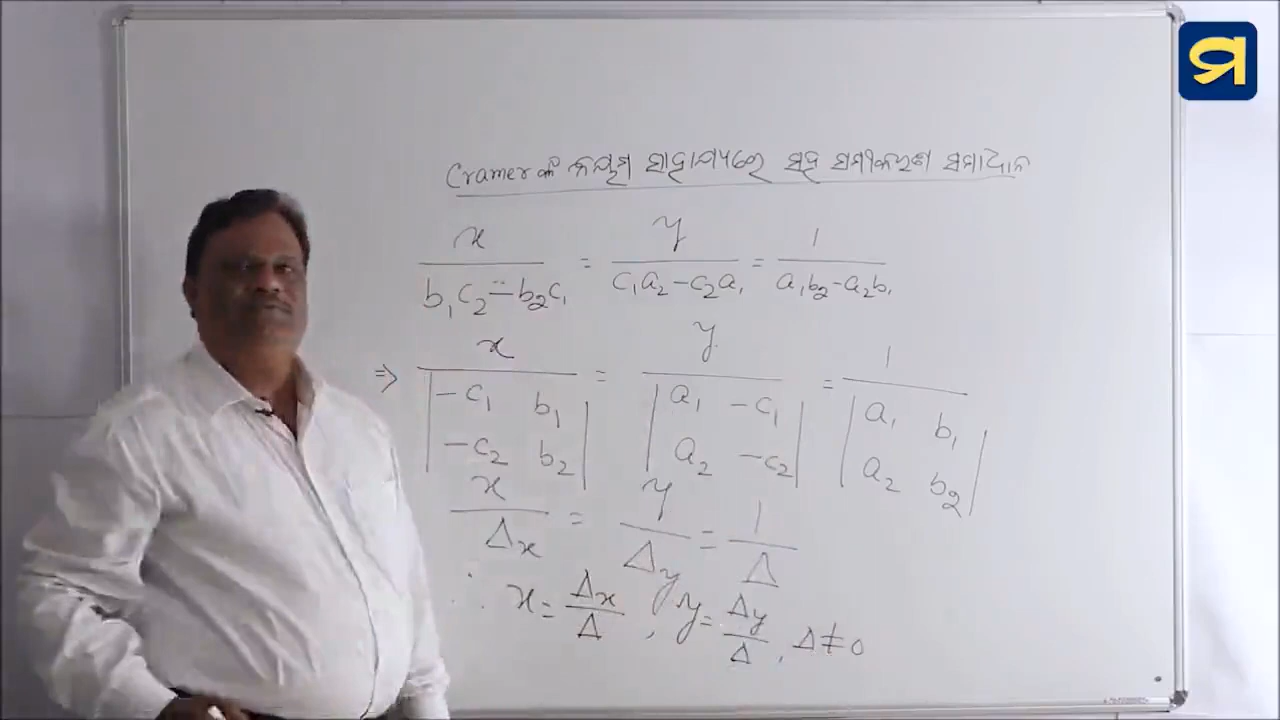 Cramerଙ୍କ ନିୟମ ସାହାଯ୍ୟରେ ସହ ସମୀକରଣ ସମାଧାନ
x/(b₁c₂ - b₂c₁) = y/(c₁a₂ - c₂a₁) = 1/(a₁b₂ - a₂b₁)
⇒ x/|-c₁ b₁; -c₂ b₂| = y/|a₁ -c₁; a₂ -c₂| = 1/|a₁ b₁; a₂ b₂|
x/Δx = y/Δy = 1/Δ
∴ x = Δx/Δ, y = Δy/Δ, Δ ≠ 0
ସ